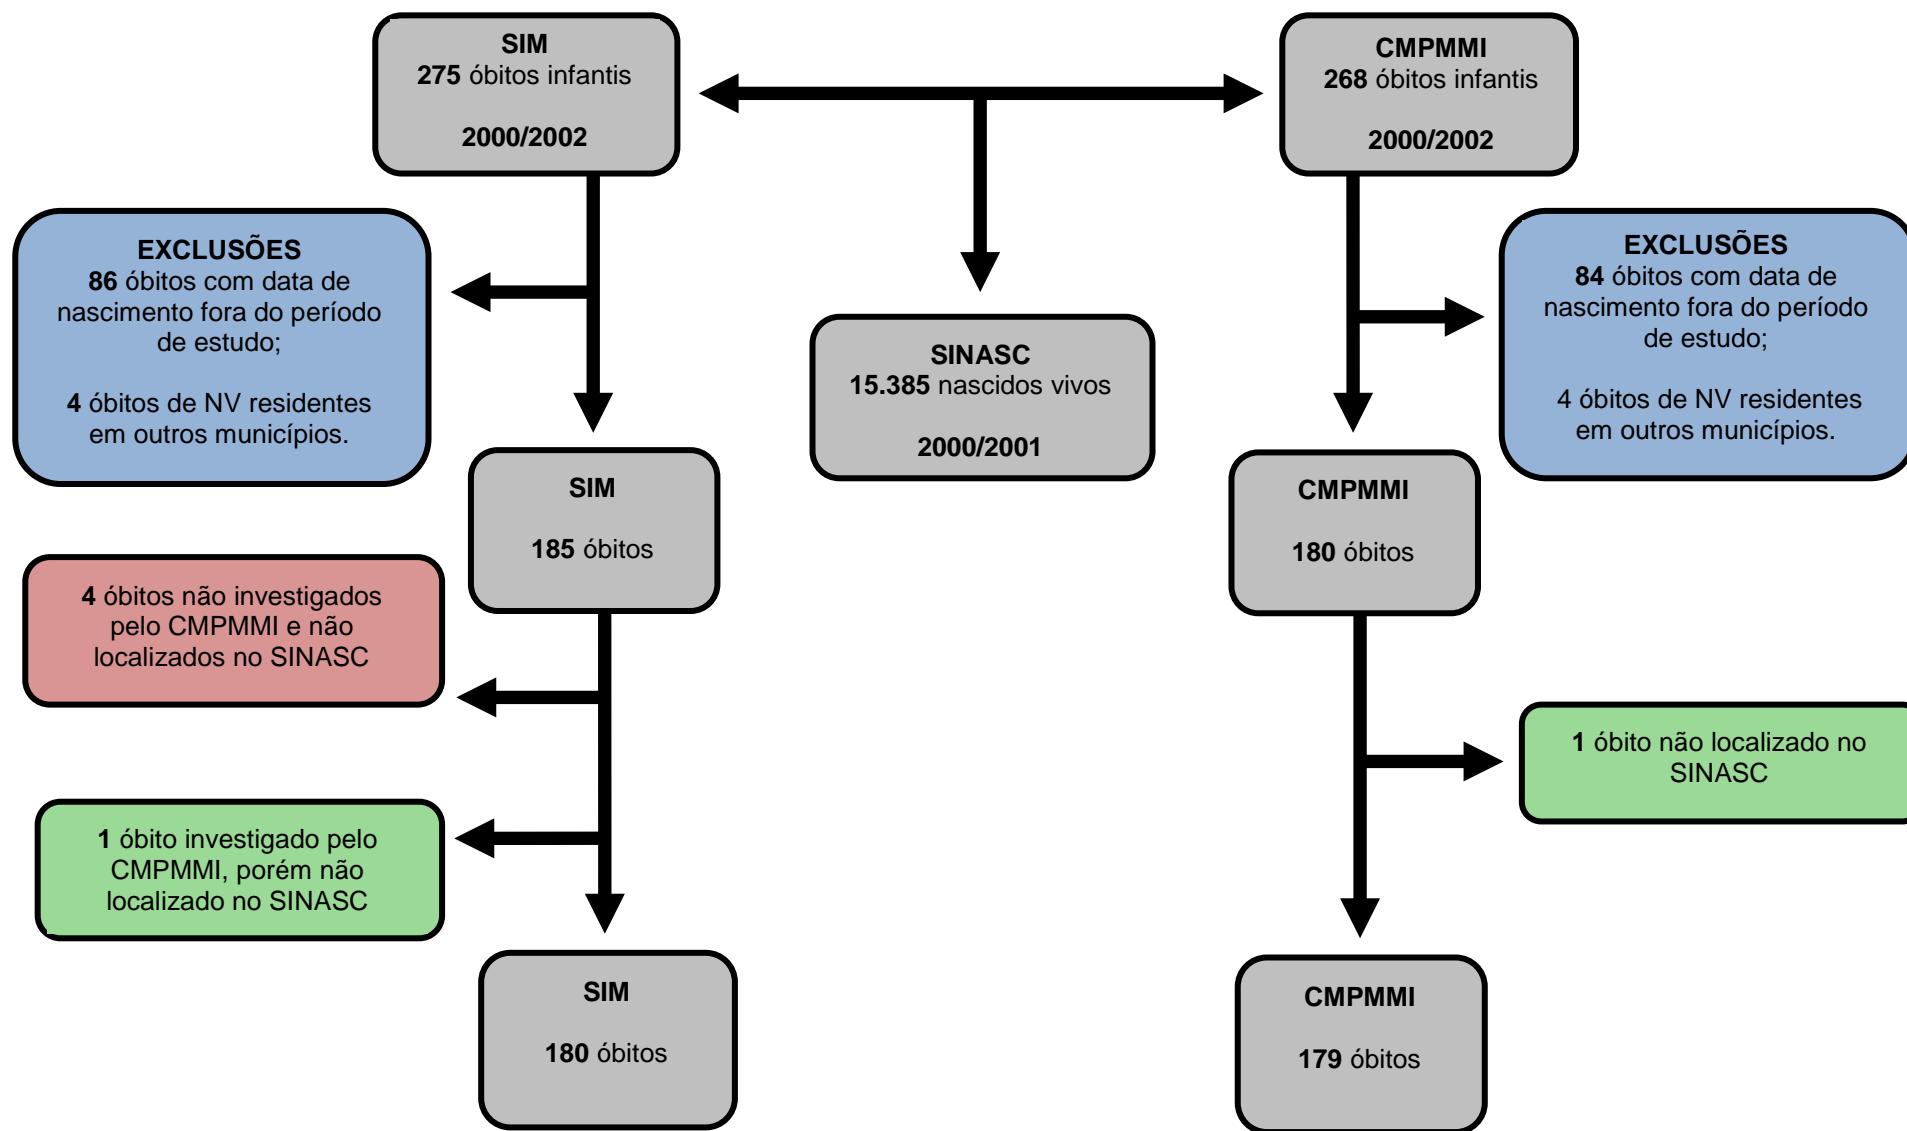 SIM
275 óbitos infantis
2000/2002
CMPMMI
268 óbitos infantis
2000/2002
EXCLUSÕES
86 óbitos com data de
nascimento fora do período
de estudo;
4 óbitos de NV residentes
em outros municípios.
SINASC
15.385 nascidos vivos
2000/2001
EXCLUSÕES
84 óbitos com data de
nascimento fora do período
de estudo;
4 óbitos de NV residentes
em outros municípios.
SIM
185 óbitos
CMPMMI
180 óbitos
4 óbitos não investigados
pelo CMPMMI e não
localizados no SINASC
1 óbito não localizado no
SINASC
1 óbito investigado pelo
CMPMMI, porém não
localizado no SINASC
SIM
180 óbitos
CMPMMI
179 óbitos